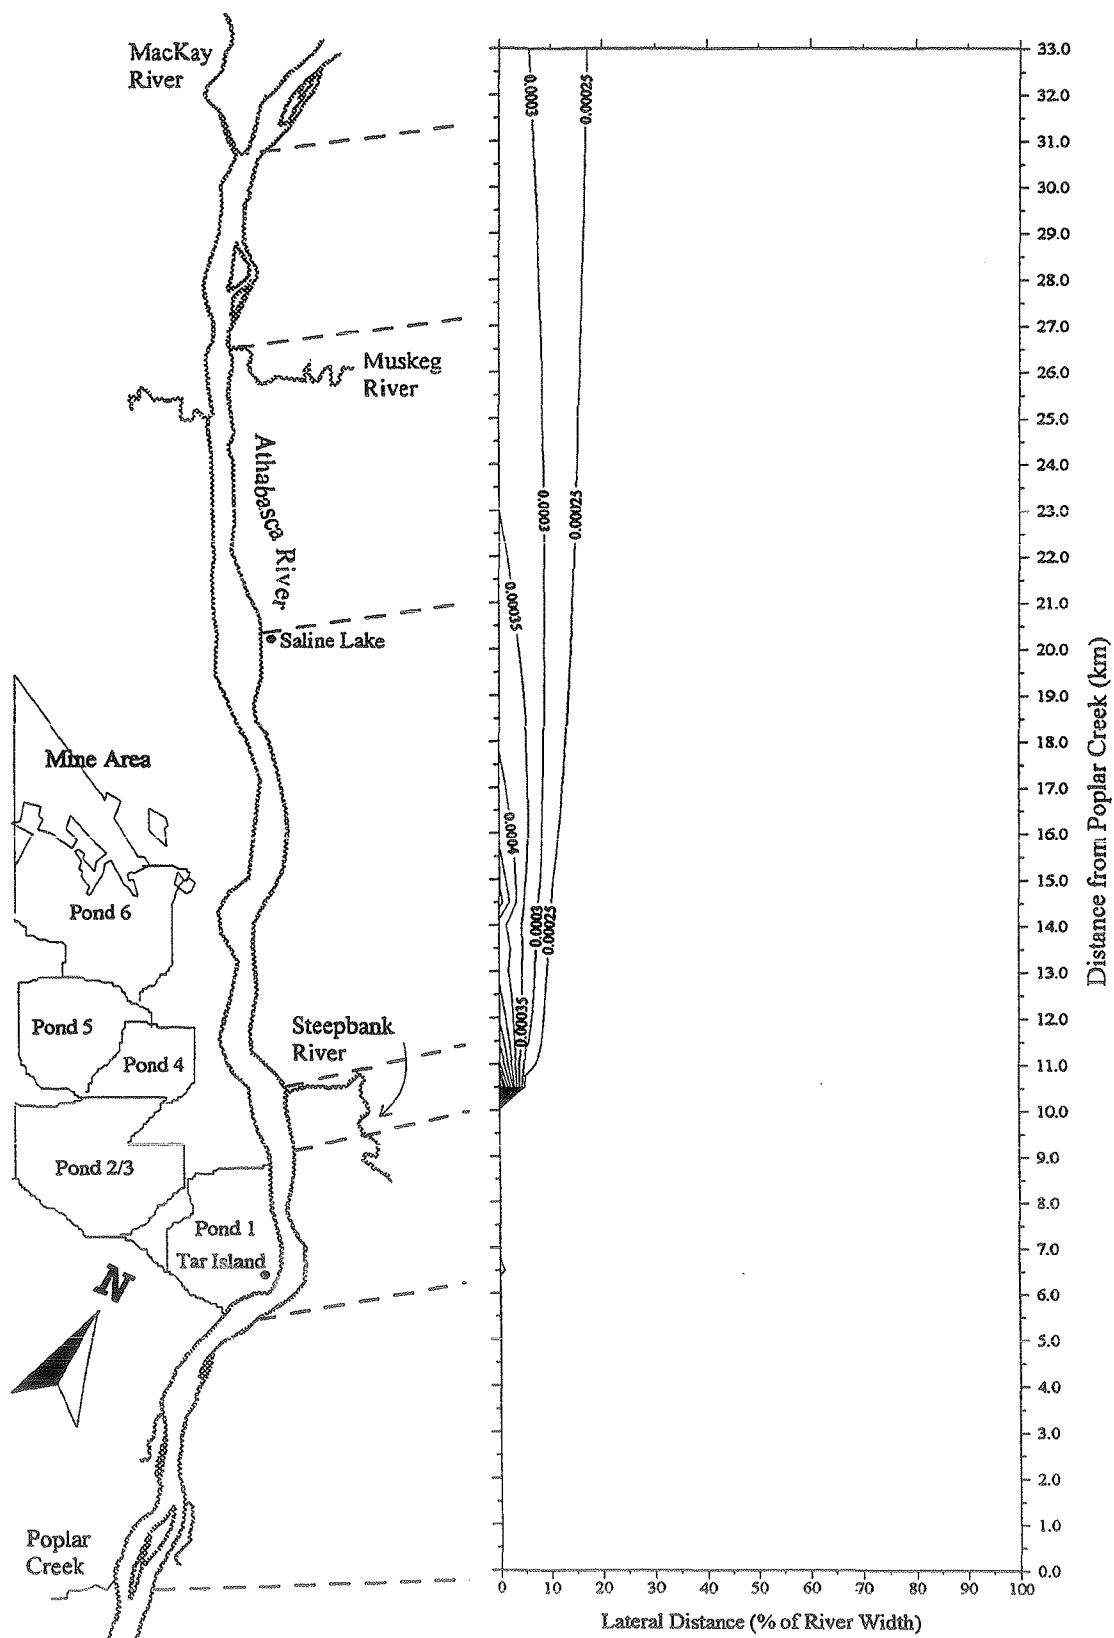 MacKay
River
Muskeg
River
Athabasca River
Saline Lake
Mine Area
Pond 6
Pond 5
Pond 4
Steepbank
River
Pond 2/3
Pond 1
Tar Island
N
Poplar
Creek
0.0003
0.00025
0.0003
0.00025
0.00035
0.0004
0.0003
0.00025
0.00035
33.0
32.0
31.0
30.0
29.0
28.0
27.0
26.0
25.0
24.0
23.0
22.0
21.0
20.0
19.0
18.0
17.0
16.0
15.0
14.0
13.0
12.0
11.0
10.0
9.0
8.0
7.0
6.0
5.0
4.0
3.0
2.0
1.0
0.0
Distance from Poplar Creek (km)
0 10 20 30 40 50 60 70 80 90 100
Lateral Distance (% of River Width)